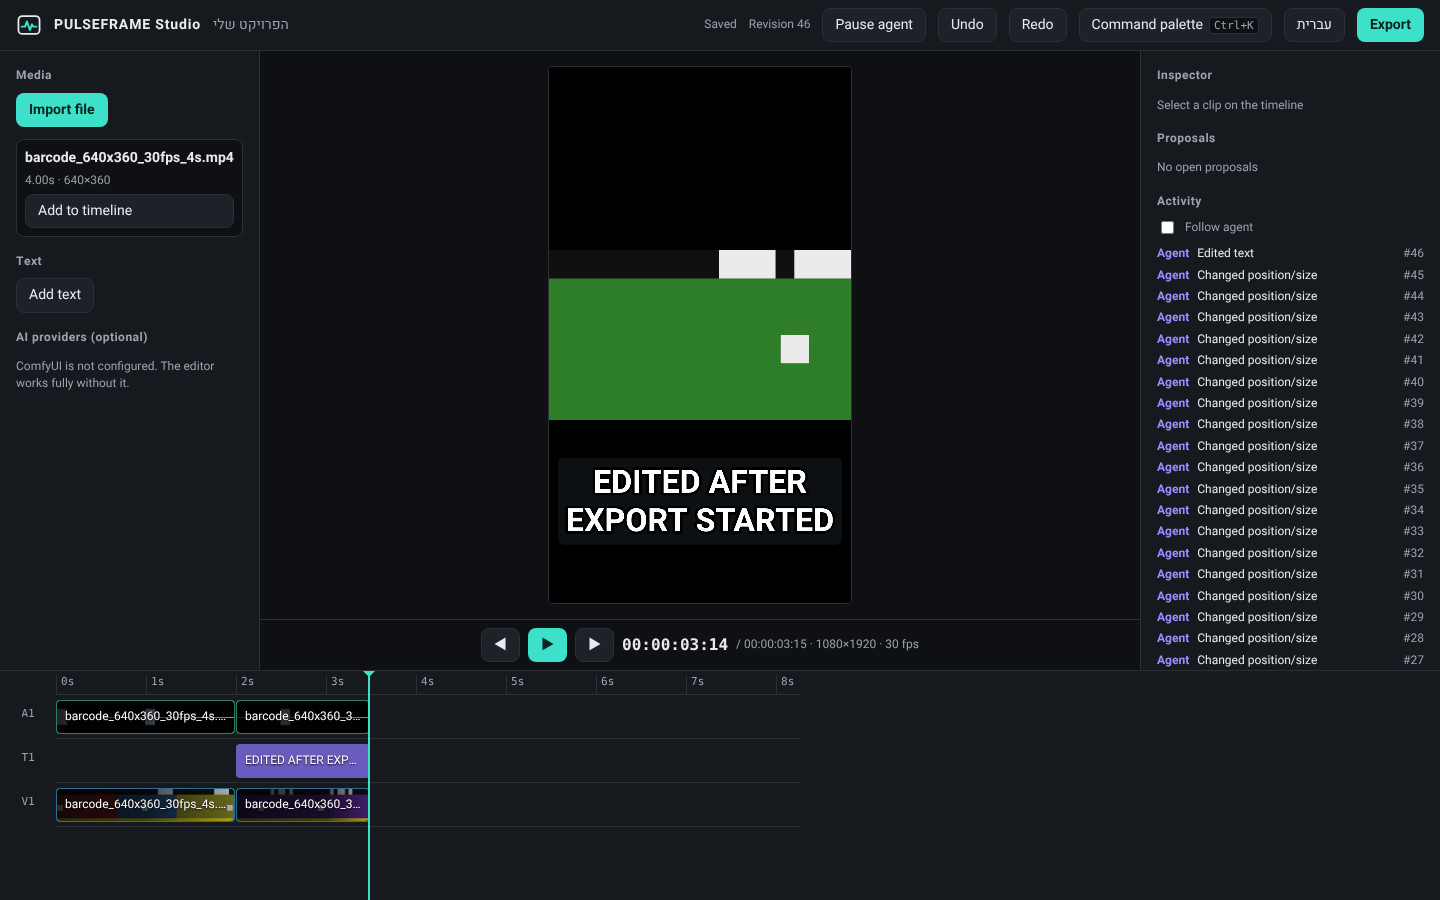 PULSEFRAME Studio הפרויקט שלי Saved Revision 46 Pause agent Undo Redo Command palette Ctrl+K עברית Export
Media
Import file
barcode_640x360_30fps_4s.mp4
4.00s · 640×360
Add to timeline
Text
Add text
AI providers (optional)
ComfyUI is not configured. The editor
works fully without it.
EDITED AFTER
EXPORT STARTED
00:00:03:14 / 00:00:03:15 · 1080×1920 · 30 fps
Inspector
Select a clip on the timeline
Proposals
No open proposals
Activity
Follow agent
Agent Edited text #46
Agent Changed position/size #45
Agent Changed position/size #44
Agent Changed position/size #43
Agent Changed position/size #42
Agent Changed position/size #41
Agent Changed position/size #40
Agent Changed position/size #39
Agent Changed position/size #38
Agent Changed position/size #37
Agent Changed position/size #36
Agent Changed position/size #35
Agent Changed position/size #34
Agent Changed position/size #33
Agent Changed position/size #32
Agent Changed position/size #31
Agent Changed position/size #30
Agent Changed position/size #29
Agent Changed position/size #28
Agent Changed position/size #27
0s 1s 2s 3s 4s 5s 6s 7s 8s
A1 barcode_640x360_30fps_4s.... barcode_640x360_3...
T1 EDITED AFTER EXP...
V1 barcode_640x360_30fps_4s.... barcode_640x360_3...